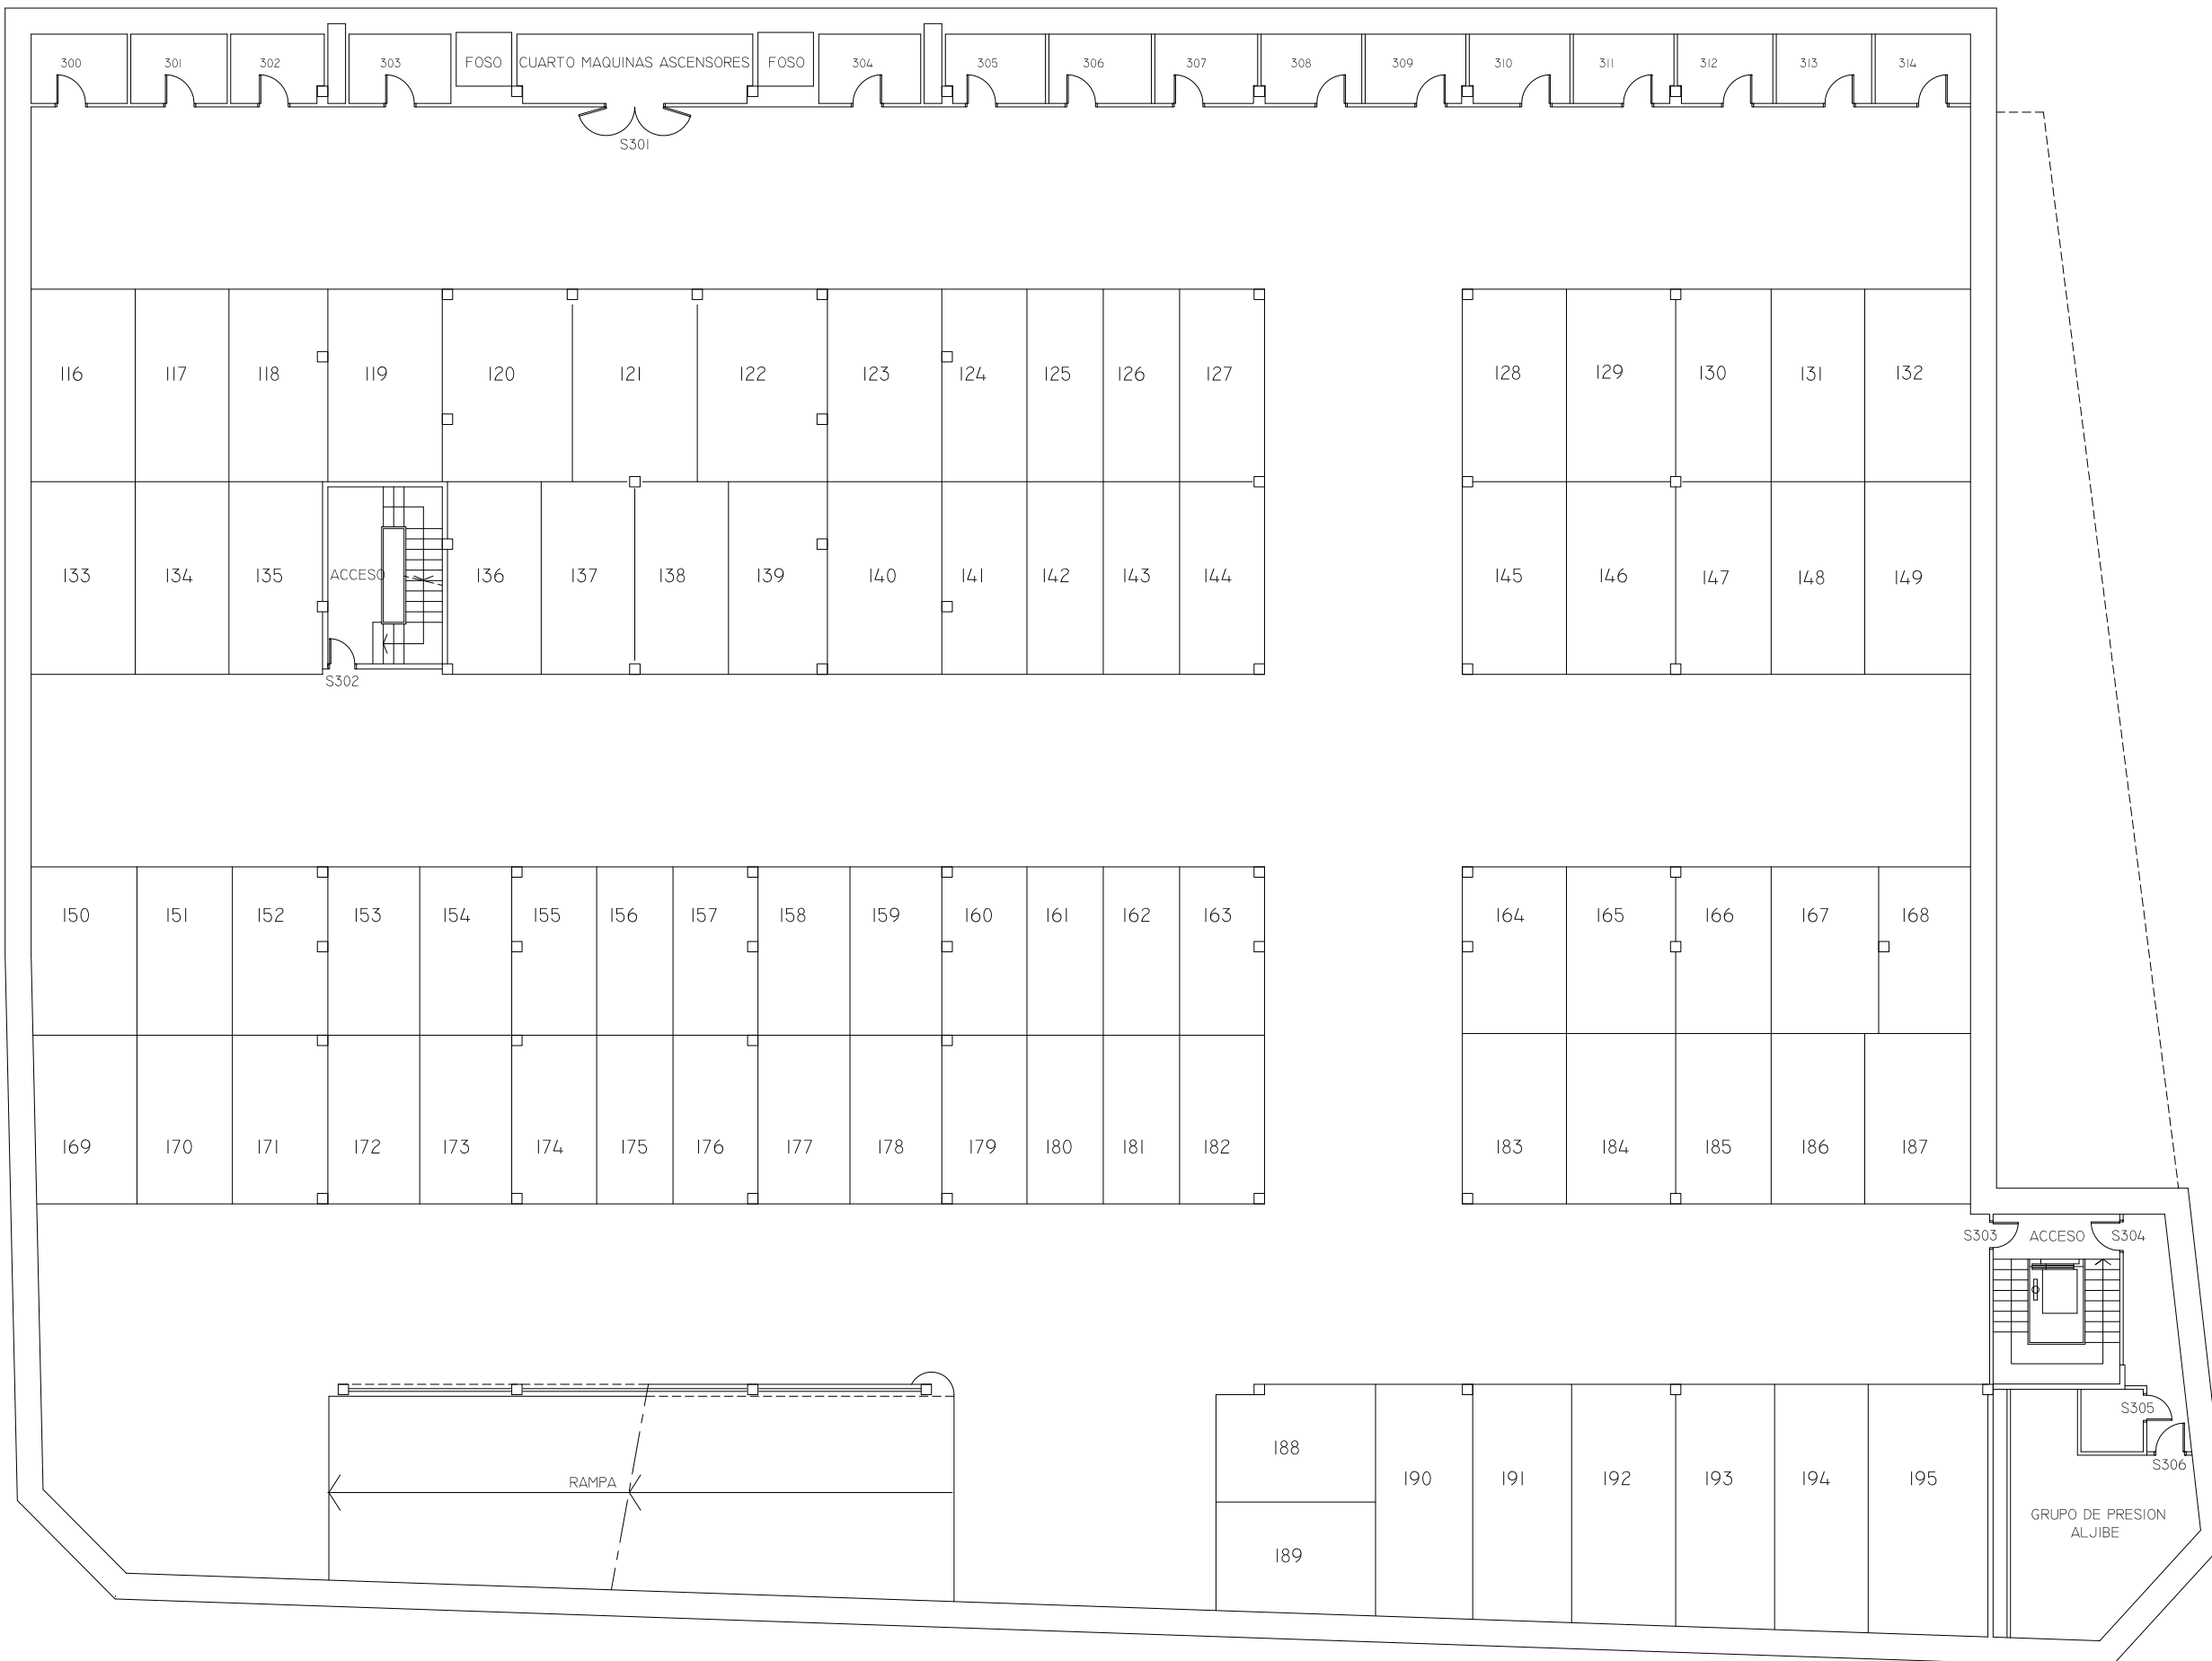 300 301 302 303 FOSO CUARTO MAQUINAS ASCENSORES FOSO 304 305 306 307 308 309 310 311 312 313 314
S301
116 117 118 119 120 121 122 123 124 125 126 127 128 129 130 131 132
133 134 135 ACCESO 136 137 138 139 140 141 142 143 144 145 146 147 148 149
S302
150 151 152 153 154 155 156 157 158 159 160 161 162 163 164 165 166 167 168
169 170 171 172 173 174 175 176 177 178 179 180 181 182 183 184 185 186 187
S303 ACCESO S304
S305
188
S306
RAMPA 190 191 192 193 194 195
GRUPO DE PRESION
ALJIBE
189